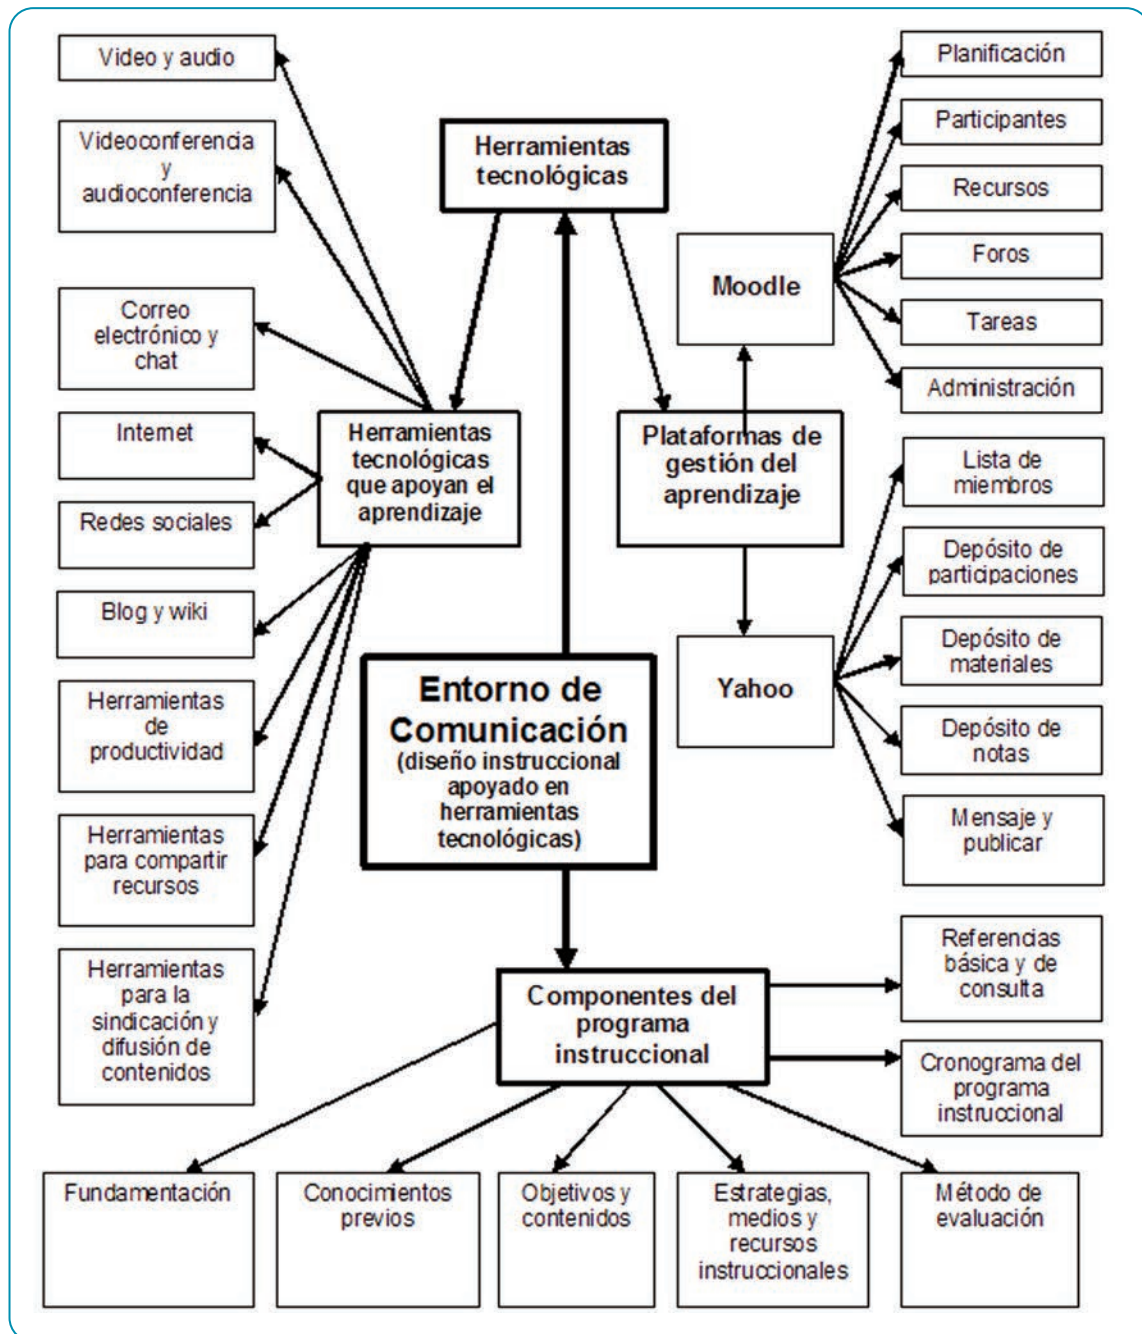 Video y audio
Videoconferencia
y
audioconferencia
Correo
electrónico y
chat
Internet
Redes sociales
Blog y wiki
Herramientas
de
productividad
Herramientas
para compartir
recursos
Herramientas
para la
sindicación y
difusión de
contenidos
Herramientas
tecnológicas
Herramientas
tecnológicas
que apoyan el
aprendizaje
Plataformas de
gestión del
aprendizaje
Moodle
Planificación
Participantes
Recursos
Foros
Tareas
Administración
Yahoo
Lista de
miembros
Depósito de
participaciones
Depósito de
materiales
Depósito de
notas
Mensaje y
publicar
Entorno de
Comunicación
(diseño instruccional
apoyado en
herramientas
tecnológicas)
Componentes del
programa
instruccional
Referencias
básica y de
consulta
Cronograma del
programa
instruccional
Fundamentación
Conocimientos
previos
Objetivos y
contenidos
Estrategias,
medios y
recursos
instruccionales
Método de
evaluación